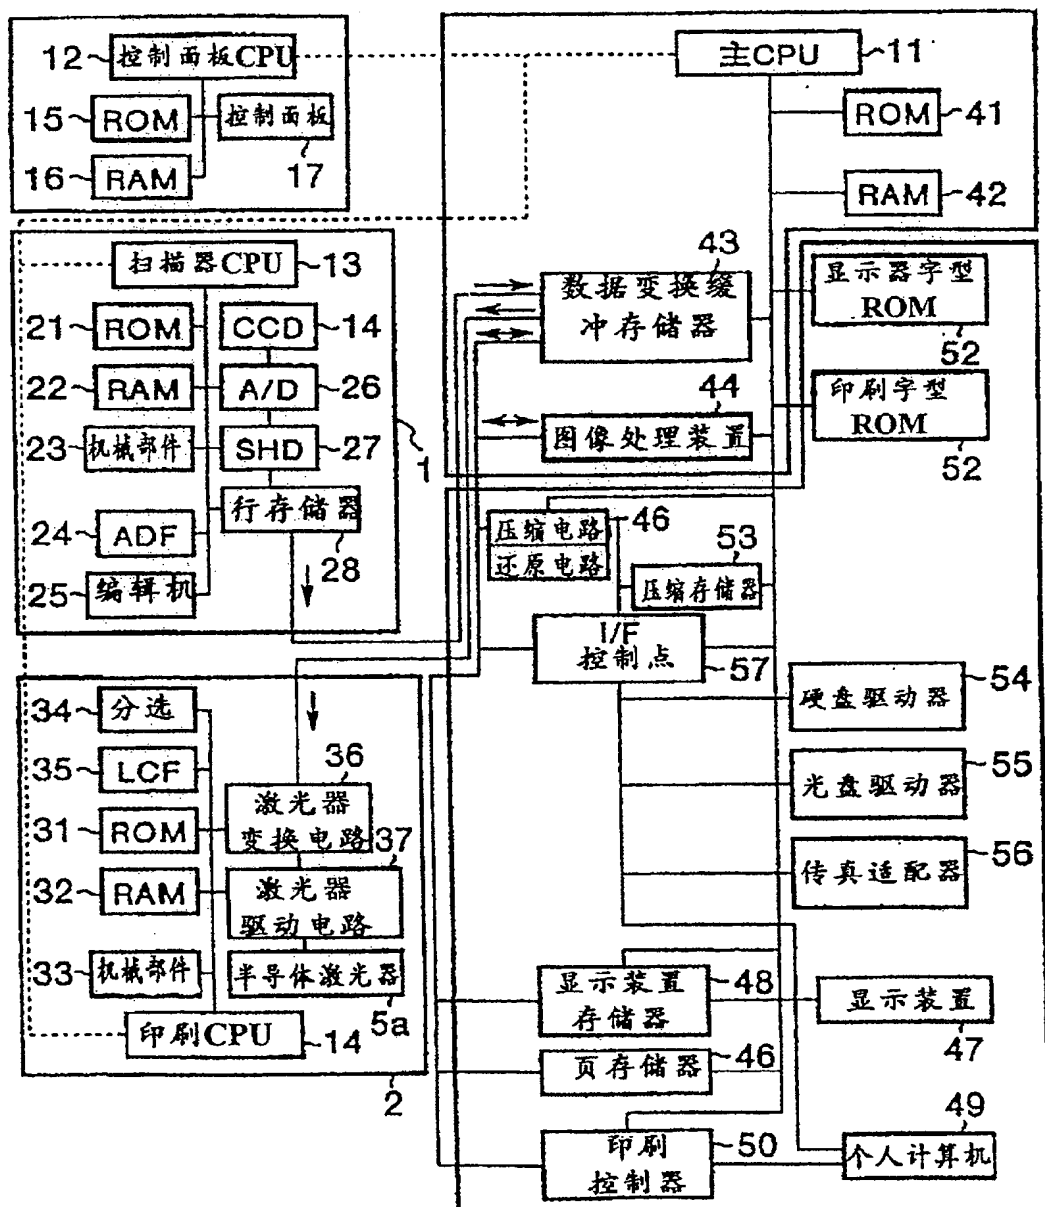 12 控制面板 CPU
15 ROM 控制面板
16 RAM 17
主CPU 11
ROM 41
RAM 42
扫描器 CPU 13
21 ROM CCD 14
22 RAM A/D 26
23 机械部件 SHD 27
行存储器
24 ADF 28
25 编辑机
1
43
数据变换缓
冲存储器
44
图像处理装置
显示器字型
ROM
52
印刷字型
ROM
52
压缩电路 46
还原电路
53
压缩存储器
I/F
控制点
57
硬盘驱动器 54
光盘驱动器 55
传真适配器 56
34 分选
35 LCF 36
激光器
变换电路
31 ROM 37
32 RAM 激光器
驱动电路
33 机械部件 半导体激光器
5a
印刷 CPU 14
2
显示装置
存储器
48
显示装置
47
页存储器 46
印刷
控制器
50
49
个人计算机